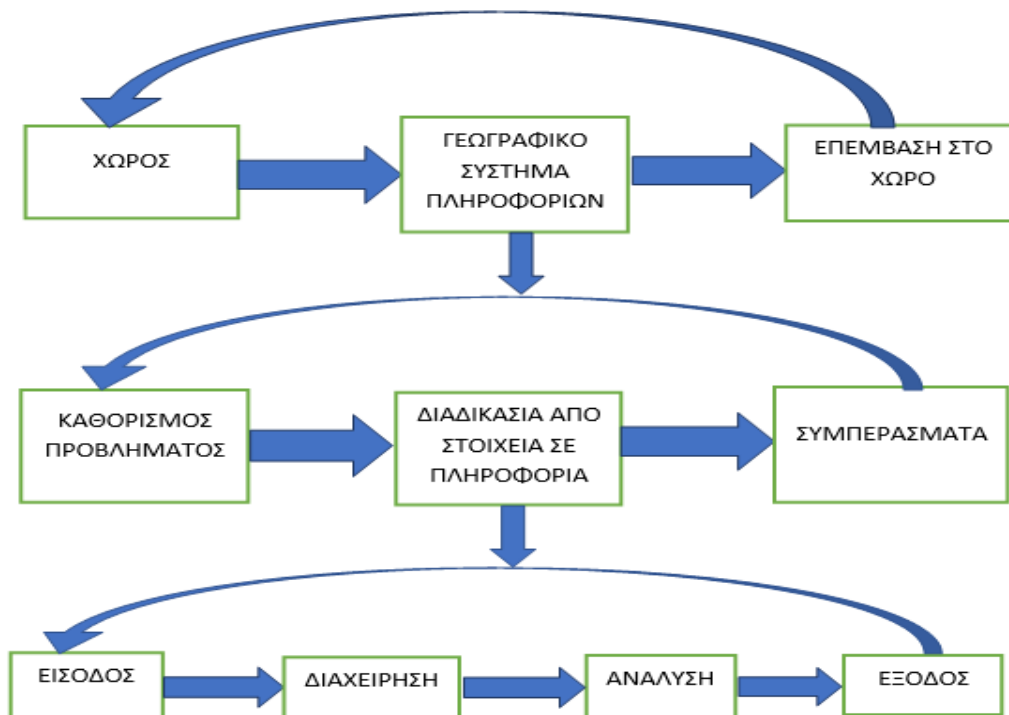 ΧΩΡΟΣ
ΓΕΩΓΡΑΦΙΚΟ
ΣΥΣΤΗΜΑ
ΠΛΗΡΟΦΟΡΙΩΝ
ΕΠΕΜΒΑΣΗ ΣΤΟ
ΧΩΡΟ
ΚΑΘΟΡΙΣΜΟΣ
ΠΡΟΒΛΗΜΑΤΟΣ
ΔΙΑΔΙΚΑΣΙΑ ΑΠΟ
ΣΤΟΙΧΕΙΑ ΣΕ
ΠΛΗΡΟΦΟΡΙΑ
ΣΥΜΠΕΡΑΣΜΑΤΑ
ΕΙΣΟΔΟΣ
ΔΙΑΧΕΙΡΗΣΗ
ΑΝΑΛΥΣΗ
ΕΞΟΔΟΣ